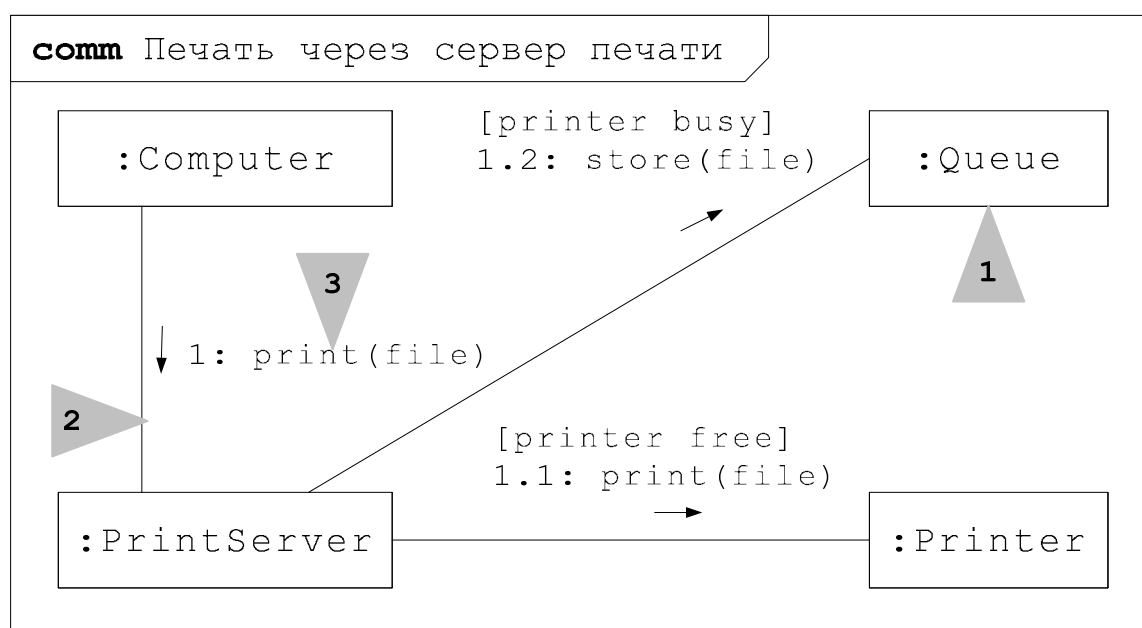 comm Печать через сервер печати
:Computer
[printer busy]
1.2: store(file)
:Queue
3
1
1: print(file)
2
[printer free]
1.1: print(file)
:PrintServer
:Printer